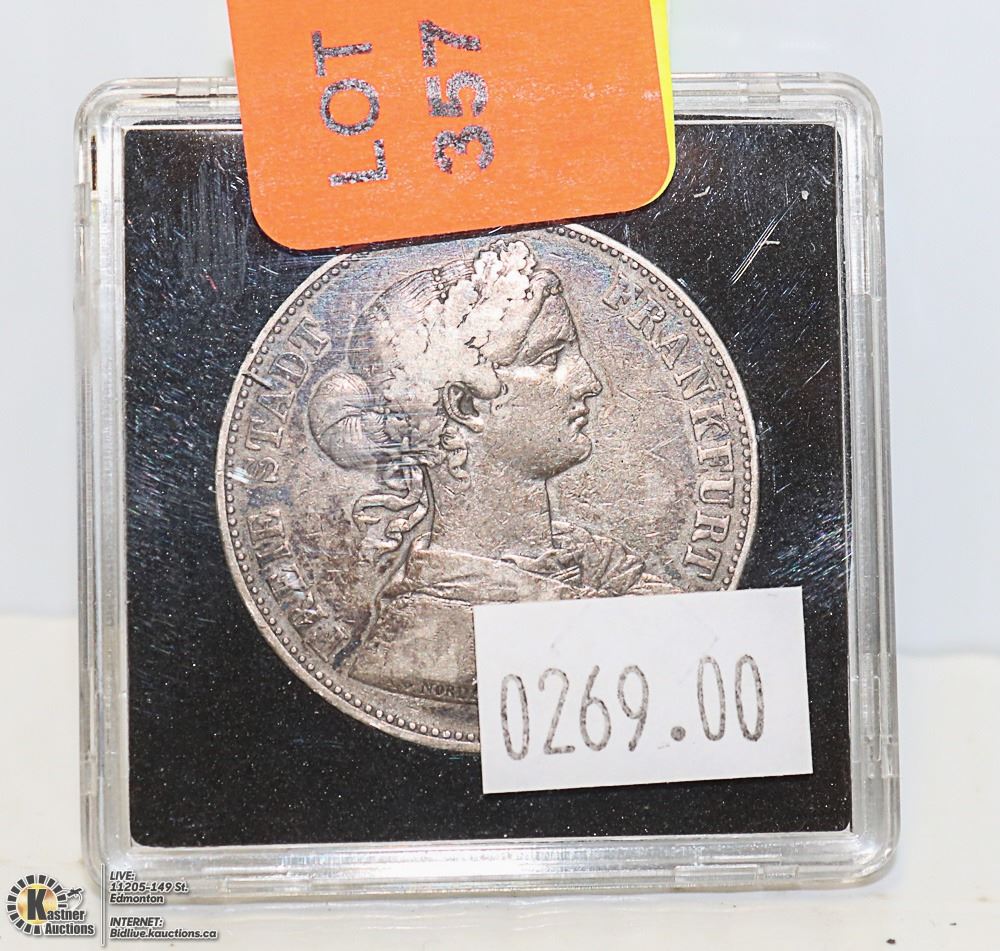 LOT
357
FREIE STADT FRANKFURT
0269.00
Kastner
Auctions
LIVE:
11205-149 St.
Edmonton
INTERNET:
Bidlive.kauctions.ca